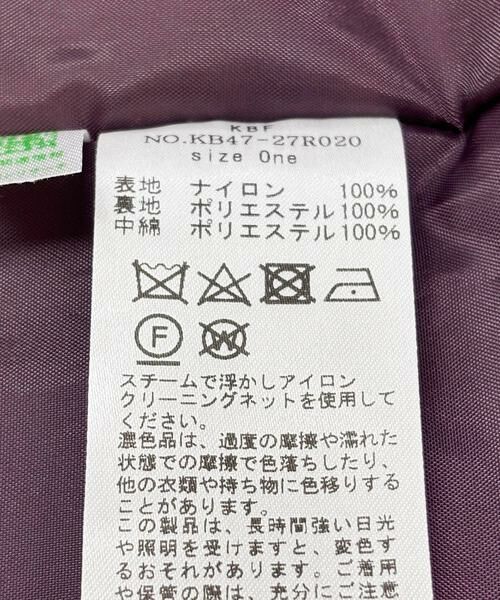 KBF
NO.KB47-27R020
size One
表地 ナイロン 100%
裏地 ポリエステル100%
中綿 ポリエステル100%
F
W
スチームで浮かしアイロン
クリーニングネットを使用して
ください。
濃色品は、過度の摩擦や濡れた
状態での摩擦で色落ちしたり、
他の衣類や持ち物に色移りする
ことがあります。
この製品は、長時間強い日光
や照明を受けますと、変色す
るおそれがあります。ご着用
や保管の際は、充分にご注意